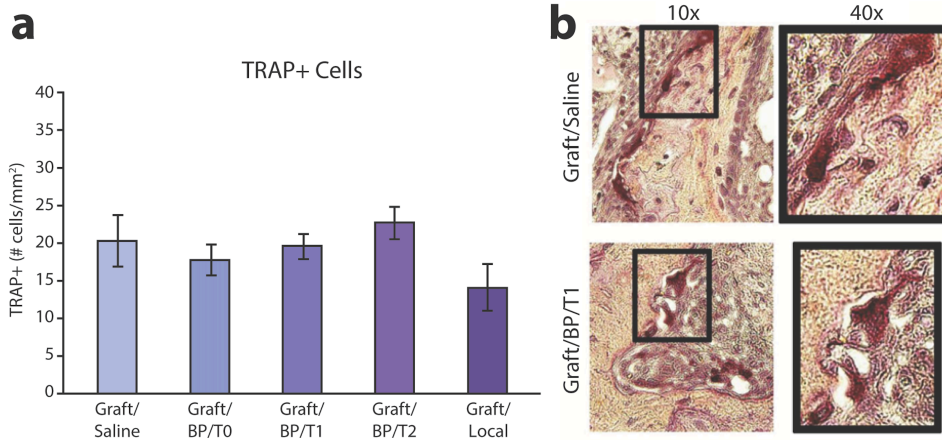 a
TRAP+ Cells
TRAP+ (# cells/mm²)
40
35
30
25
20
15
10
5
0
Graft/
Saline
Graft/
BP/T0
Graft/
BP/T1
Graft/
BP/T2
Graft/
Local
b
10x
40x
Graft/Saline
Graft/BP/T1